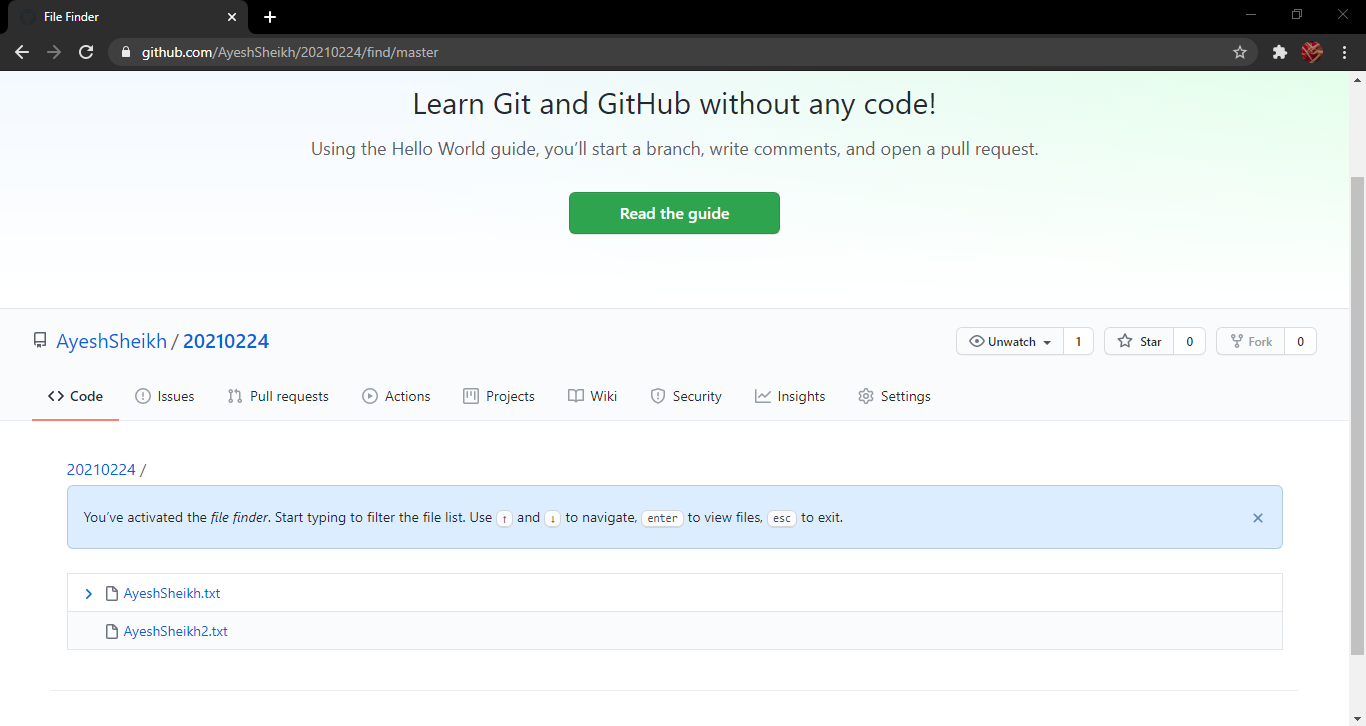 File Finder
github.com/AyeshSheikh/20210224/find/master
Learn Git and GitHub without any code!
Using the Hello World guide, you’ll start a branch, write comments, and open a pull request.
Read the guide
AyeshSheikh / 20210224
Unwatch 1 Star 0 Fork 0
Code Issues Pull requests Actions Projects Wiki Security Insights Settings
20210224 /
You’ve activated the file finder. Start typing to filter the file list. Use ↑ and ↓ to navigate, enter to view files, esc to exit.
AyeshSheikh.txt
AyeshSheikh2.txt